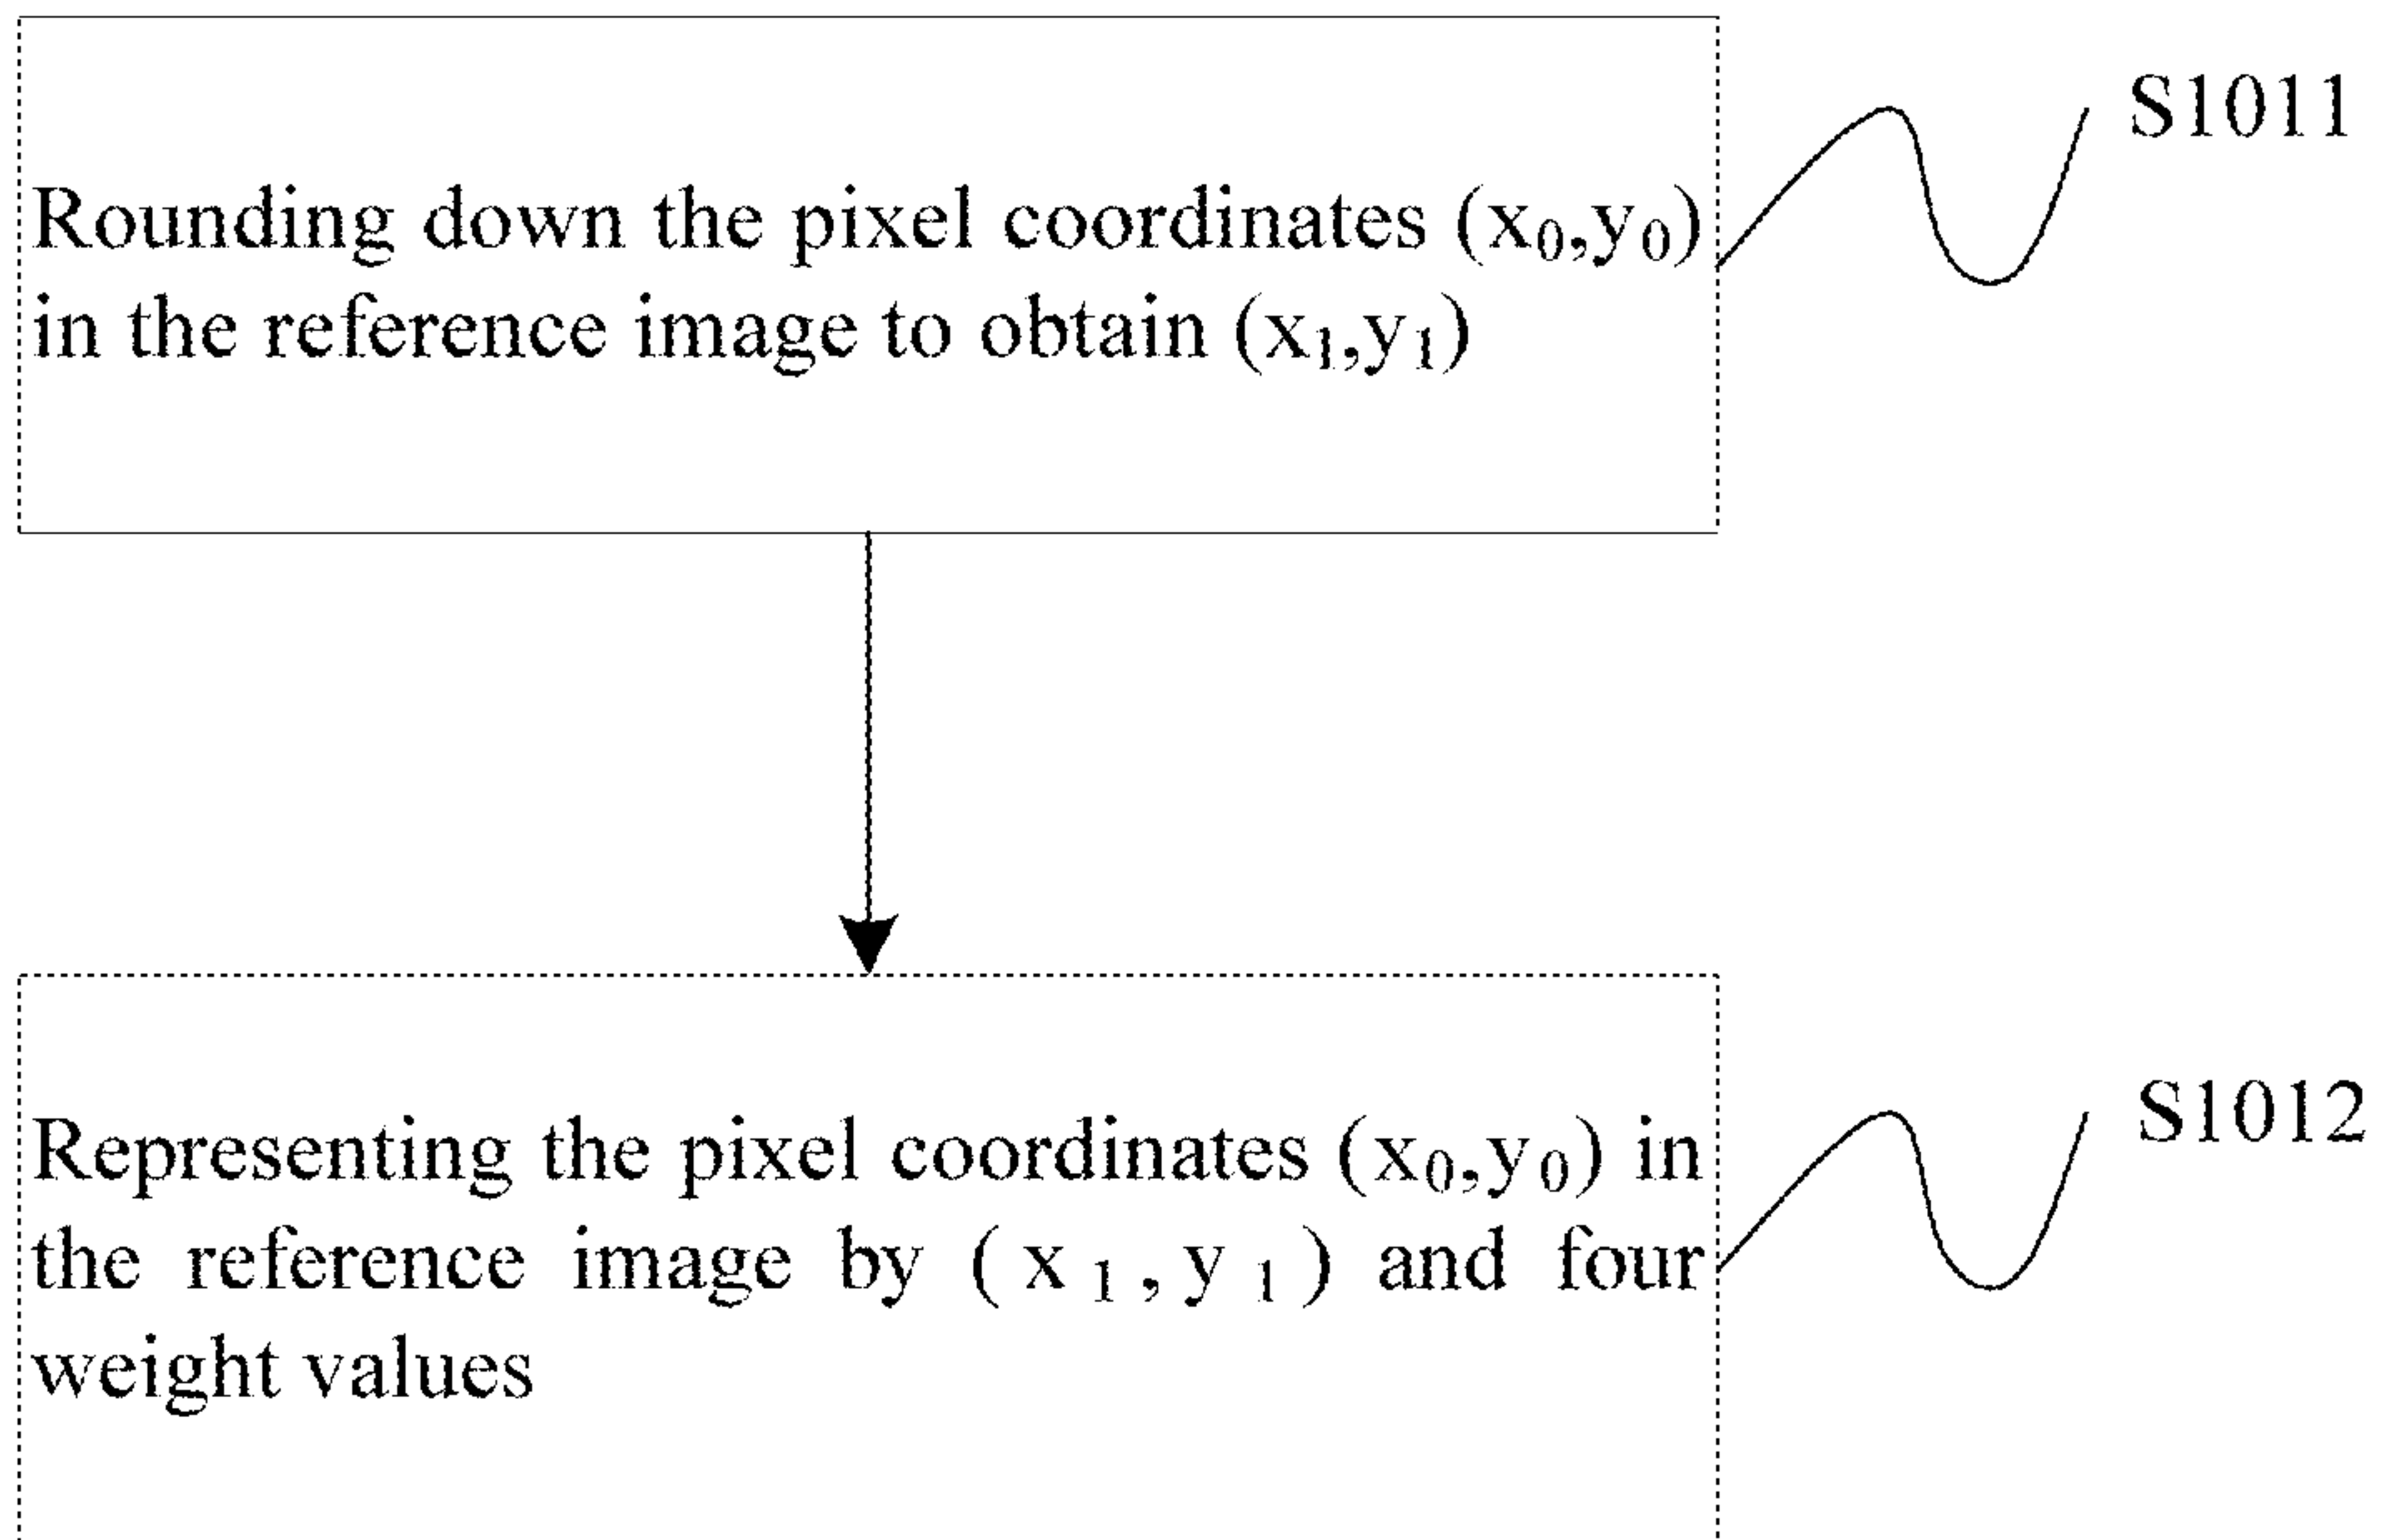 S1011
Rounding down the pixel coordinates (x₀,y₀)
in the reference image to obtain (x₁,y₁)
S1012
Representing the pixel coordinates (x₀,y₀) in
the reference image by (x₁,y₁) and four
weight values